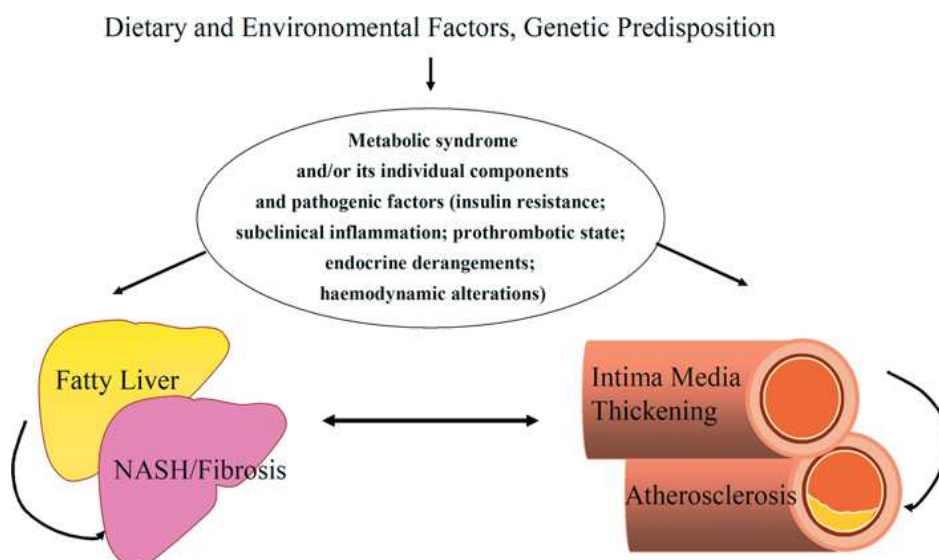 Dietary and Environomental Factors, Genetic Predisposition
Metabolic syndrome
and/or its individual components
and pathogenic factors (insulin resistance;
subclinical inflammation; prothrombotic state;
endocrine derangements;
haemodynamic alterations)
Fatty Liver
NASH/Fibrosis
Intima Media
Thickening
Atherosclerosis